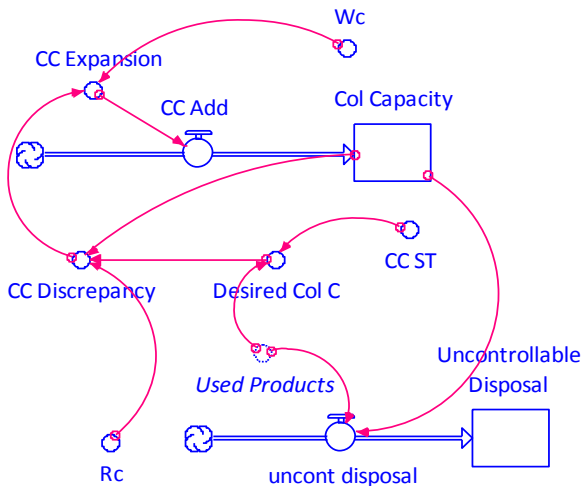 Wc
CC Expansion
CC Add
Col Capacity
CC ST
CC Discrepancy
Desired Col C
Used Products
Uncontrollable
Disposal
Rc
uncont disposal